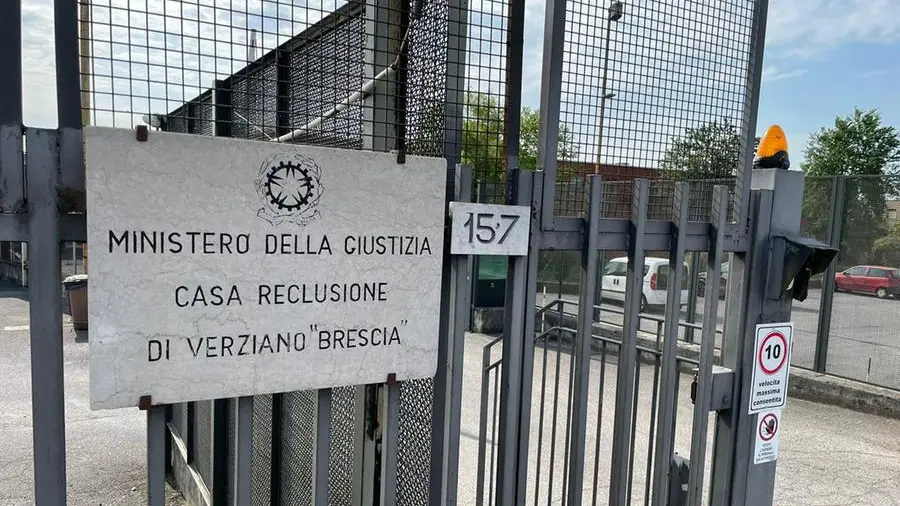 MINISTERO DELLA GIUSTIZIA
CASA RECLUSIONE
DI VERZIANO "BRESCIA"
157
10
velocità
massima
consentita